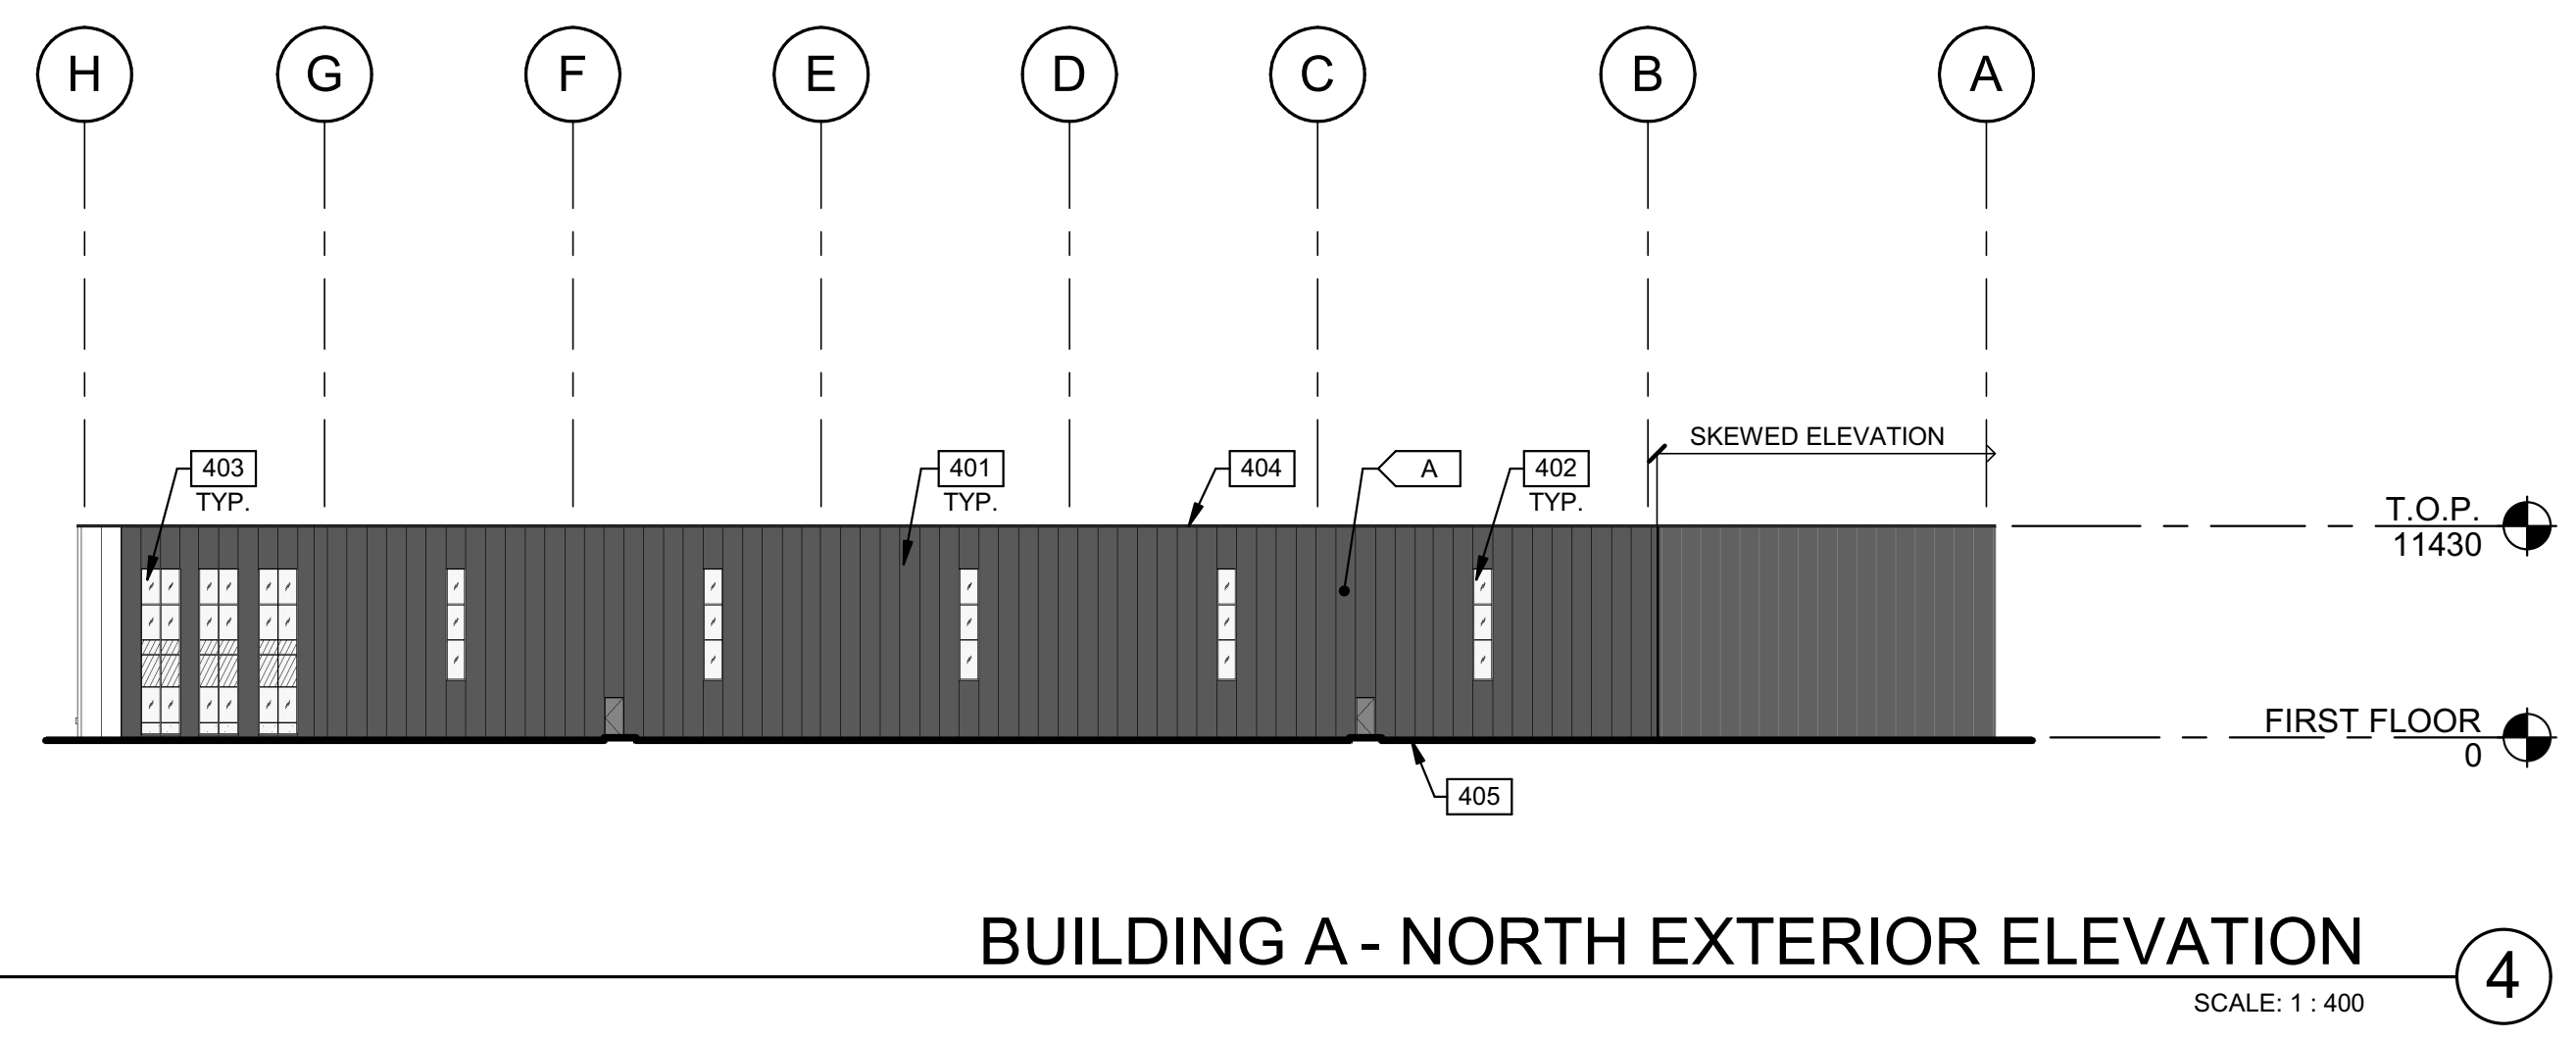 H G F E D C B A
SKEWED ELEVATION
403
TYP.
401
TYP.
404
A
402
TYP.
T.O.P.
11430
FIRST FLOOR
0
405
BUILDING A - NORTH EXTERIOR ELEVATION
4
SCALE: 1 : 400